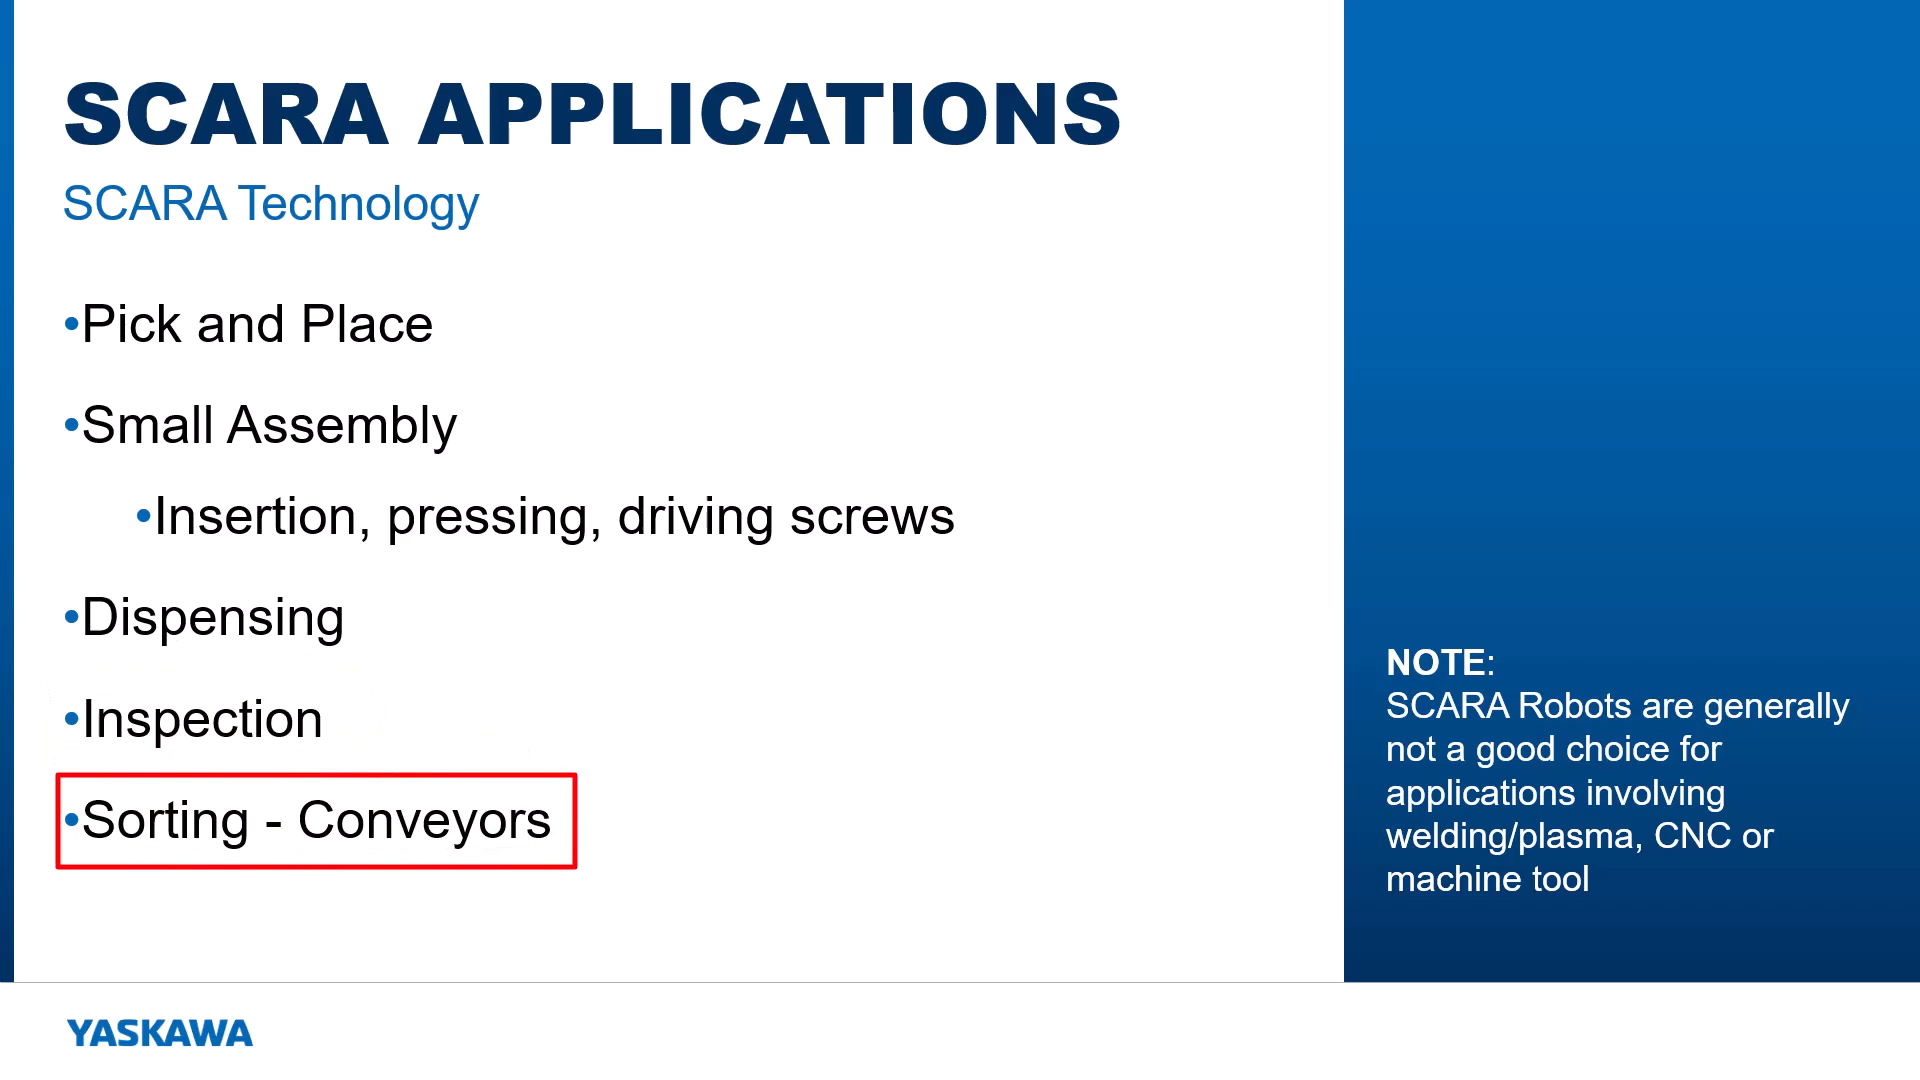 SCARA APPLICATIONS
SCARA Technology
•Pick and Place
•Small Assembly
•Insertion, pressing, driving screws
•Dispensing
•Inspection
•Sorting - Conveyors
NOTE:
SCARA Robots are generally
not a good choice for
applications involving
welding/plasma, CNC or
machine tool
YASKAWA